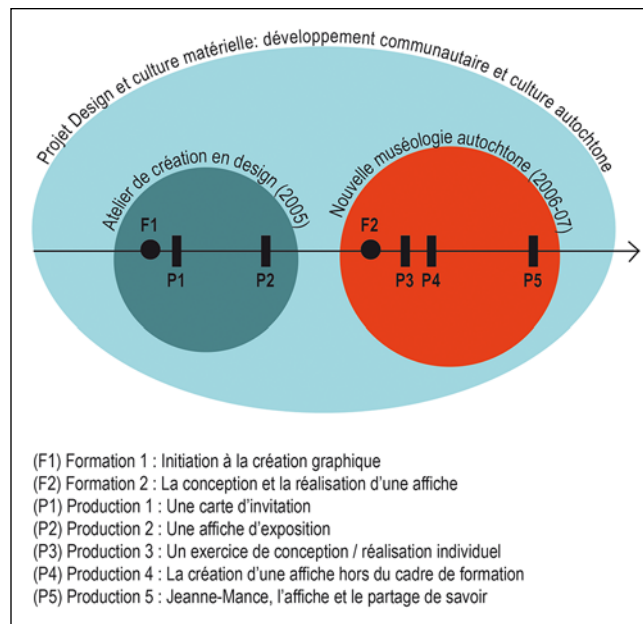 Projet Design et culture matérielle: développement communautaire et culture autochtone
Atelier de création en design (2005)
Nouvelle muséologie autochtone (2006-07)
F1
F2
P1
P2
P3
P4
P5
(F1) Formation 1 : Initiation à la création graphique
(F2) Formation 2 : La conception et la réalisation d'une affiche
(P1) Production 1 : Une carte d'invitation
(P2) Production 2 : Une affiche d'exposition
(P3) Production 3 : Un exercice de conception / réalisation individuel
(P4) Production 4 : La création d'une affiche hors du cadre de formation
(P5) Production 5 : Jeanne-Mance, l'affiche et le partage de savoir